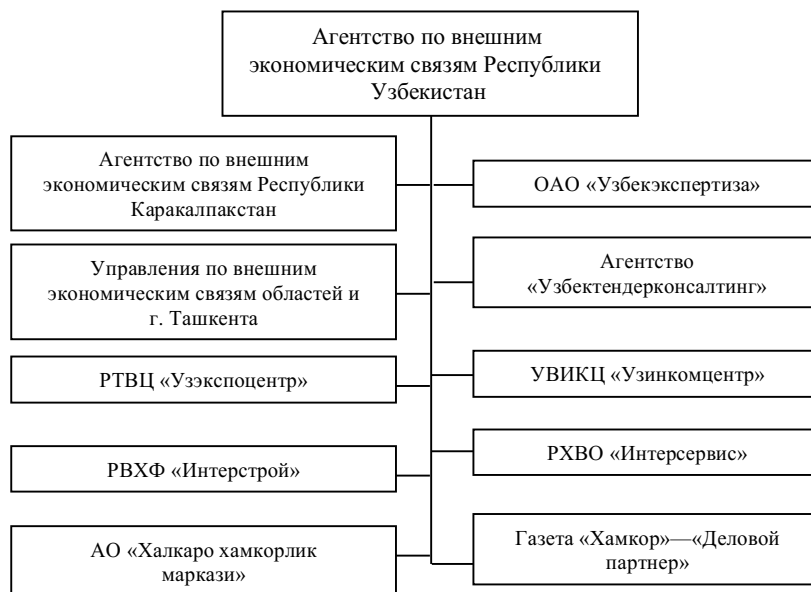 Агентство по внешним
экономическим связям Республики
Узбекистан
Агентство по внешним
экономическим связям Республики
Каракалпакстан
ОАО «Узбекэкспертиза»
Управления по внешним
экономическим связям областей и
г. Ташкента
Агентство
«Узбектендерконсалтинг»
РТВЦ «Узэкспоцентр»
УВИКЦ «Узинкомцентр»
РВХФ «Интерстрой»
РХВО «Интерсервис»
АО «Халкаро хамкорлик
маркази»
Газета «Хамкор»—«Деловой
партнер»